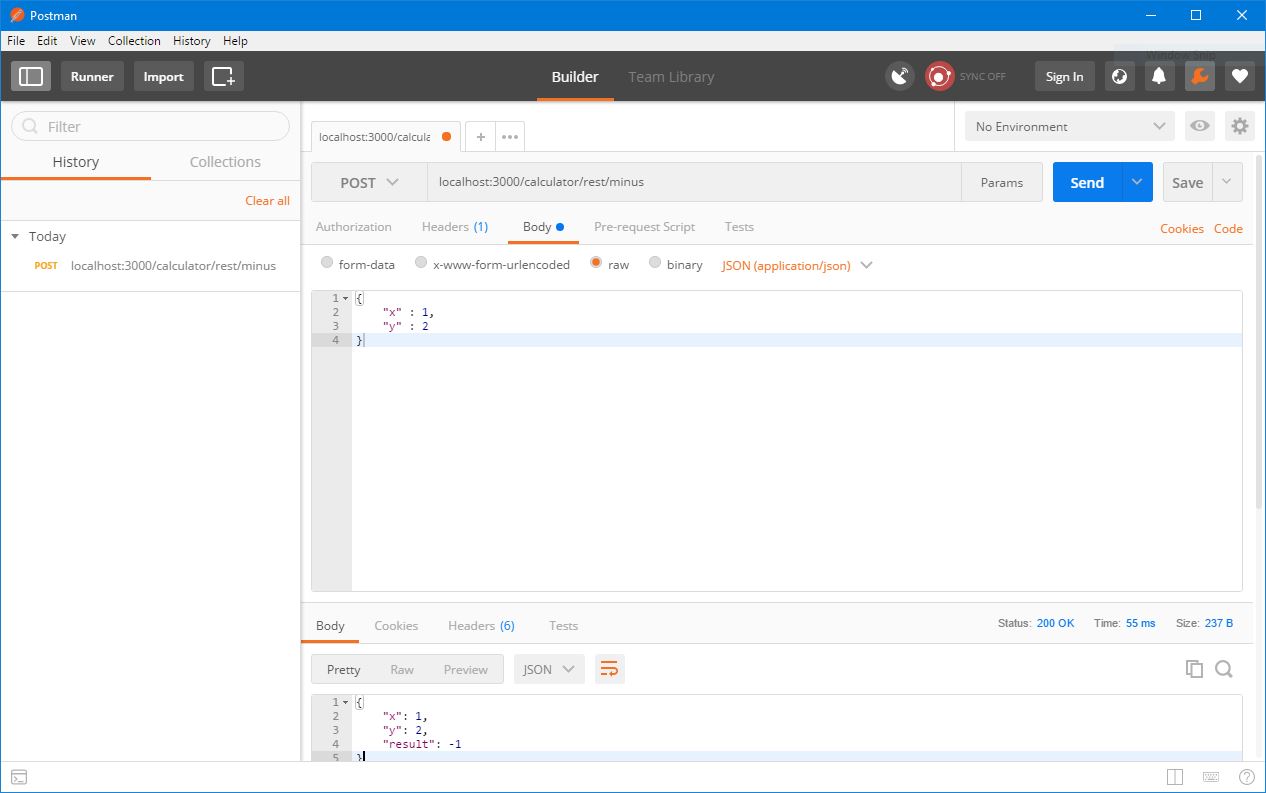 Postman
File Edit View Collection History Help
Window Snip
Runner Import Builder Team Library SYNC OFF Sign In
Filter
History Collections
Clear all
Today
POST localhost:3000/calculator/rest/minus
localhost:3000/calcula
No Environment
POST localhost:3000/calculator/rest/minus Params Send Save
Authorization Headers (1) Body Pre-request Script Tests Cookies Code
form-data x-www-form-urlencoded raw binary JSON (application/json)
1 {
2 "x" : 1,
3 "y" : 2
4 }
Body Cookies Headers (6) Tests Status: 200 OK Time: 55 ms Size: 237 B
Pretty Raw Preview JSON
1 {
2 "x": 1,
3 "y": 2,
4 "result": -1
5 }